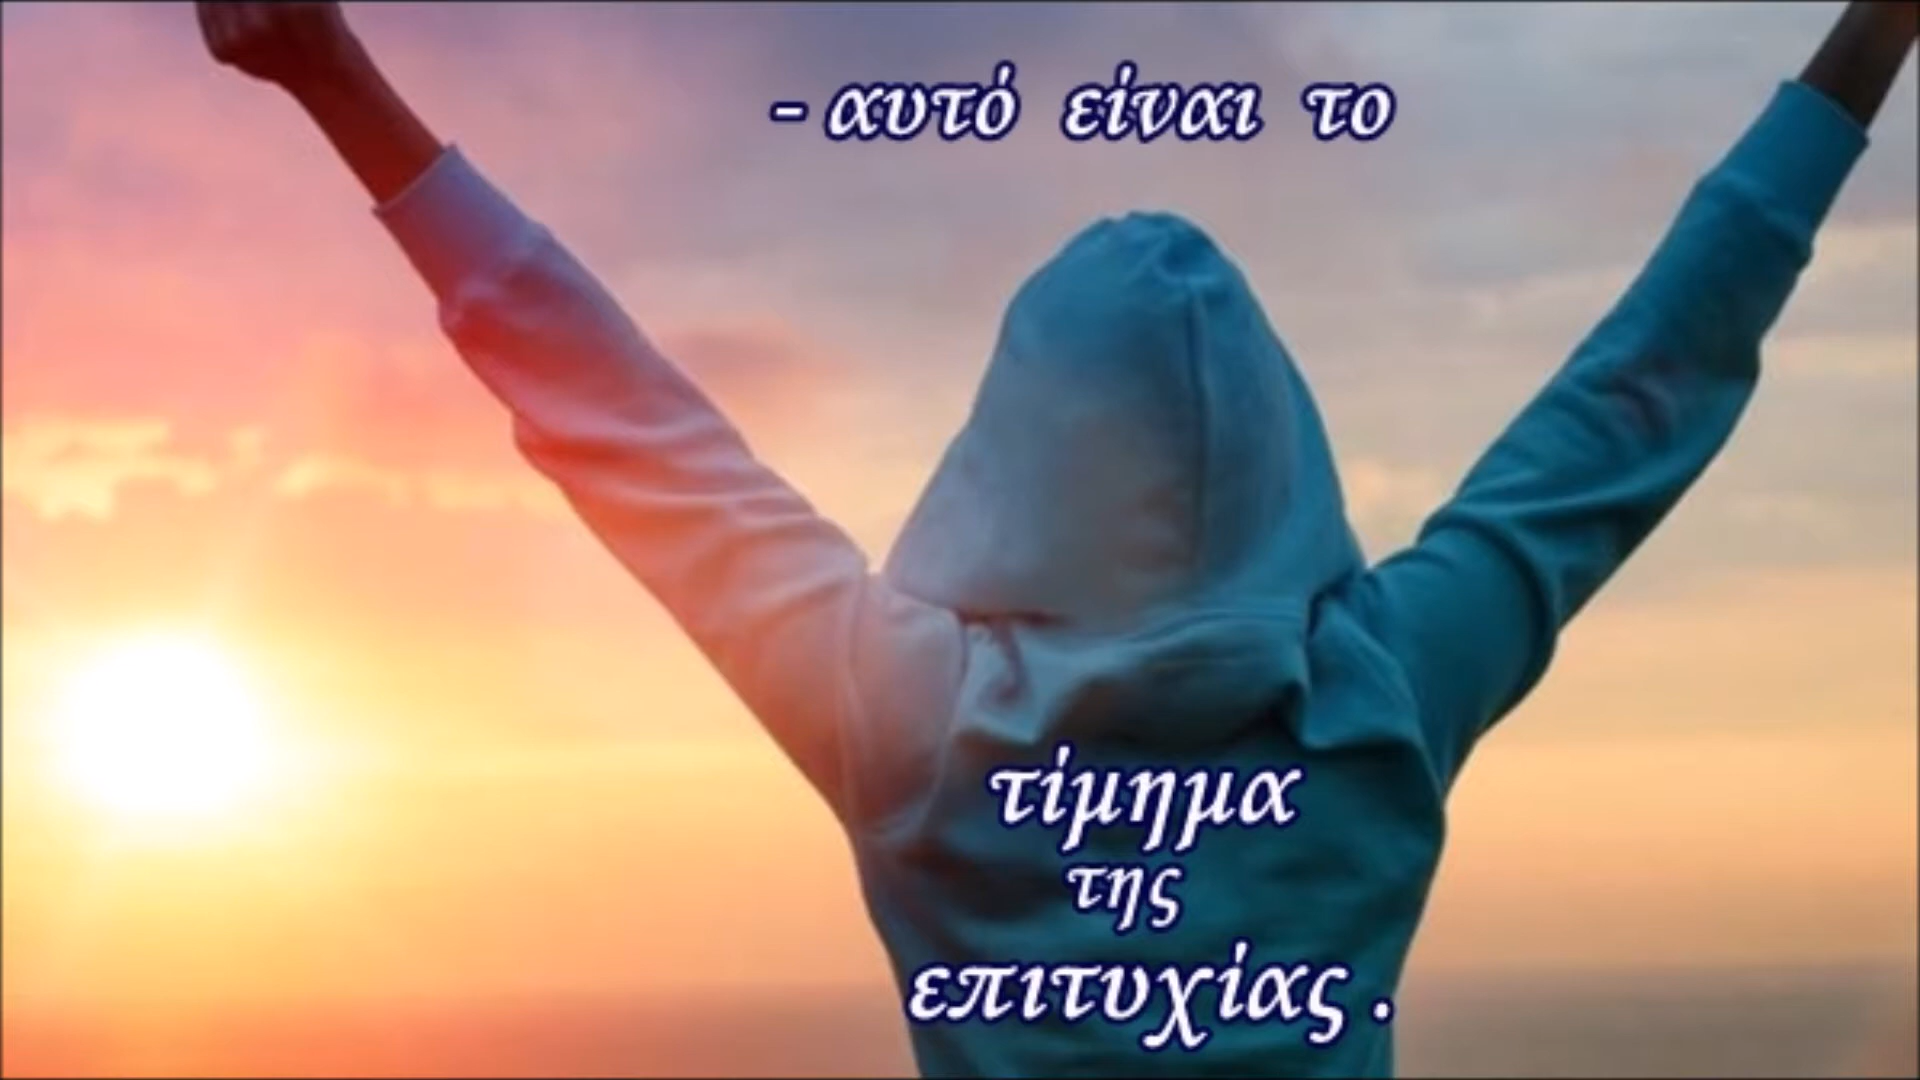 - αυτό είναι το
τίμημα
της
επιτυχίας .